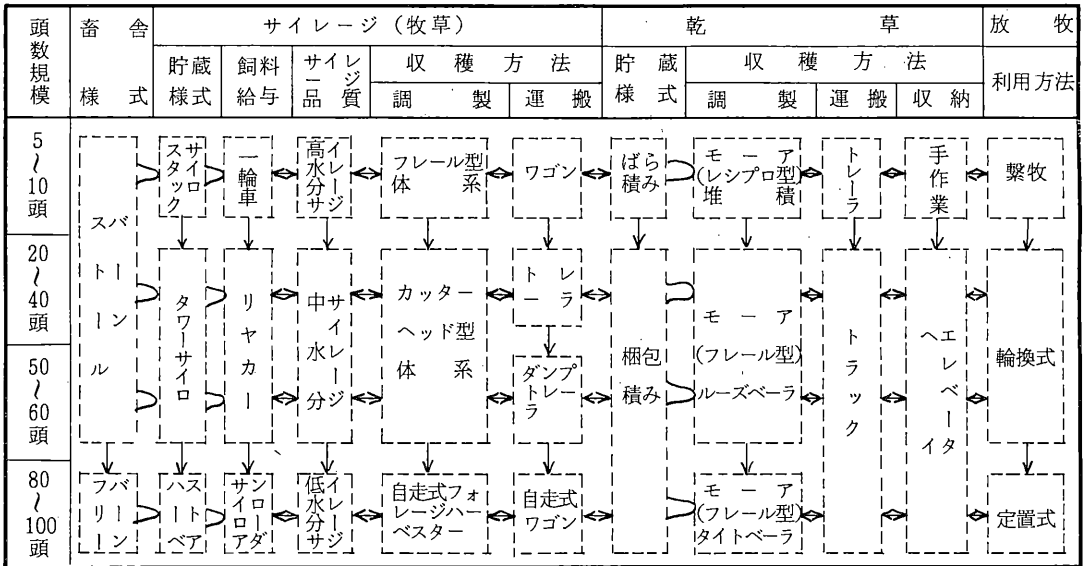 頭数規模
畜舎様式
サイレージ（牧草）
乾草
放牧
貯蔵様式
飼料給与
サイレージ品質
収穫方法
貯蔵様式
収穫方法
利用方法
調製
運搬
調製
運搬
収納
5～10頭
スタックサイロ
一輪車
高水分サイレージ
フレール型体系
ワゴン
ばら積み
モーア（レシプロ型）堆積
トレーラ
手作業
繋牧
スタンバーンストール
20～40頭
50～60頭
タワーサイロ
リヤカー
中水分サイレージ
カッターヘッド型体系
トレーラ
ダンプトレーラ
梱包積み
モーア（フレール型）ルーズベーラ
トラック
エレベータヘイ
輪換式
80～100頭
フリーバーン
ハーベストア
サイロアンローダ
低水分サイレージ
自走式フォレージハーベスター
自走式ワゴン
モーア（フレール型）タイトベーラ
定置式